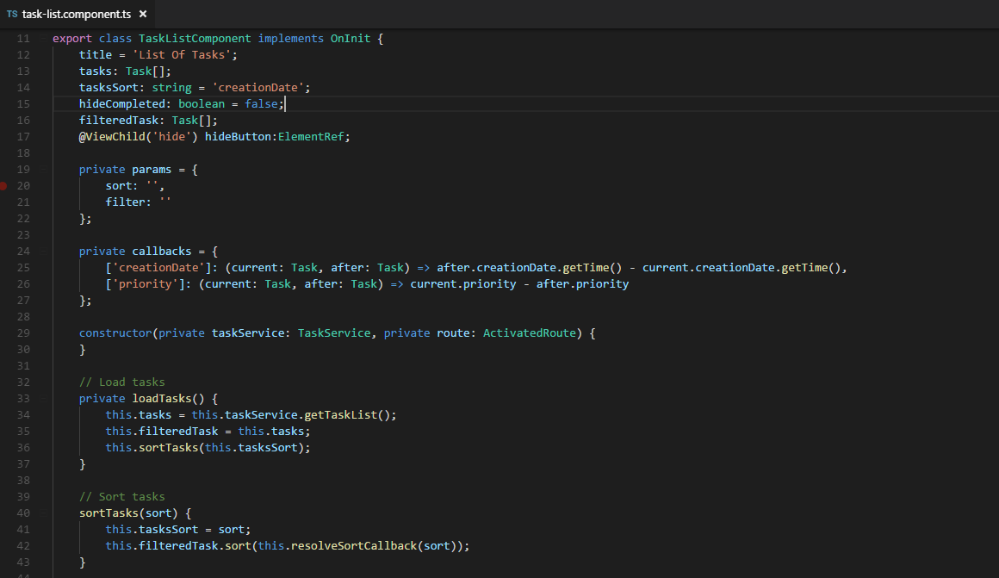 TS task-list.component.ts ×
11 export class TaskListComponent implements OnInit {
12     title = 'List Of Tasks';
13     tasks: Task[];
14     tasksSort: string = 'creationDate';
15     hideCompleted: boolean = false;
16     filteredTask: Task[];
17     @ViewChild('hide') hideButton:ElementRef;
18
19     private params = {
20         sort: '',
21         filter: ''
22     };
23
24     private callbacks = {
25         ['creationDate']: (current: Task, after: Task) => after.creationDate.getTime() - current.creationDate.getTime(),
26         ['priority']: (current: Task, after: Task) => current.priority - after.priority
27     };
28
29     constructor(private taskService: TaskService, private route: ActivatedRoute) {
30     }
31
32     // Load tasks
33     private loadTasks() {
34         this.tasks = this.taskService.getTaskList();
35         this.filteredTask = this.tasks;
36         this.sortTasks(this.tasksSort);
37     }
38
39     // Sort tasks
40     sortTasks(sort) {
41         this.tasksSort = sort;
42         this.filteredTask.sort(this.resolveSortCallback(sort));
43     }